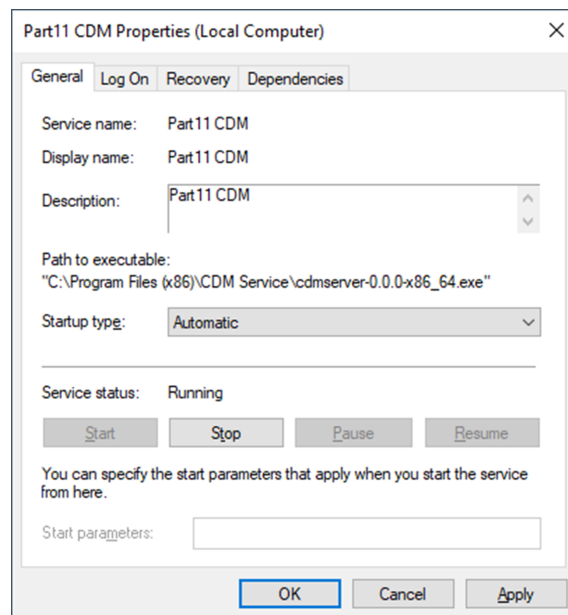 Part11 CDM Properties (Local Computer)
General Log On Recovery Dependencies
Service name: Part11 CDM
Display name: Part11 CDM
Description: Part11 CDM
Path to executable:
"C:\Program Files (x86)\CDM Service\cdmserver-0.0.0-x86_64.exe"
Startup type: Automatic
Service status: Running
Start Stop Pause Resume
You can specify the start parameters that apply when you start the service
from here.
Start parameters:
OK Cancel Apply